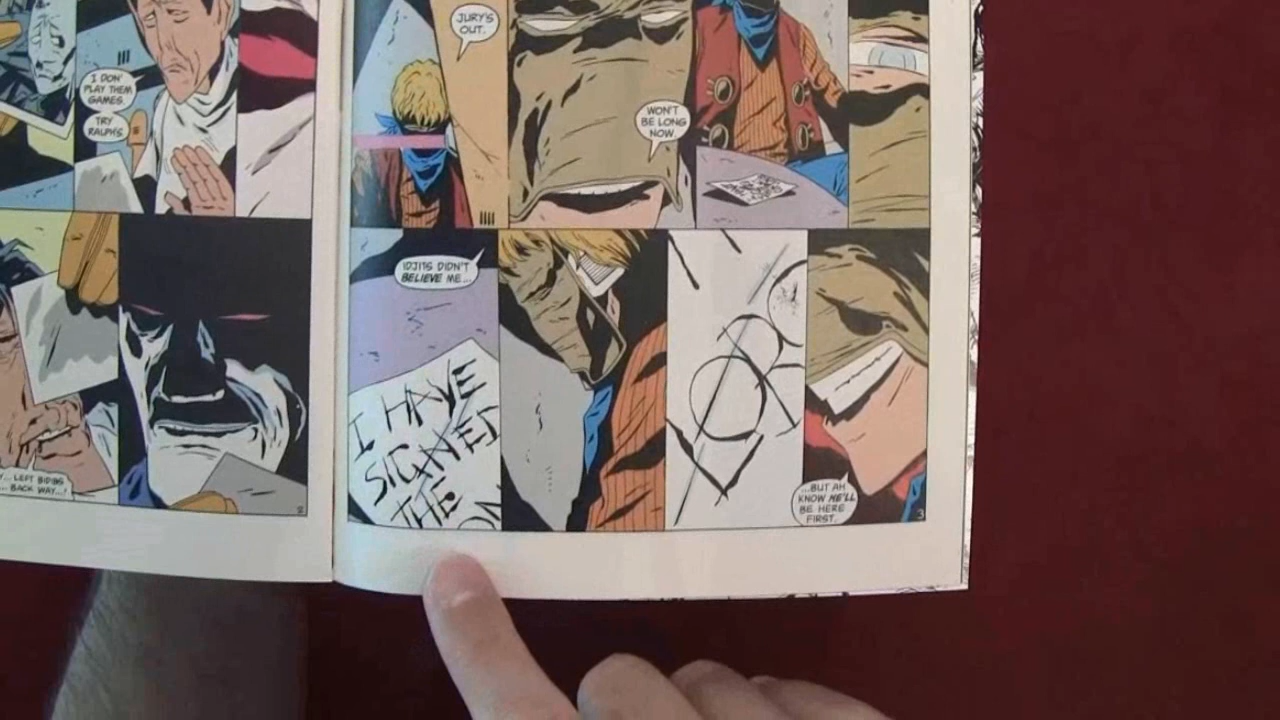 I DON'
PLAY THEM
GAMES.
TRY
RALPH'S.
... LEFT BIDIBS
... BACK WAY...!
2
JURY'S
OUT.
WON'T
BE LONG
NOW.
IDJITS DIDN'T
BELIEVE ME...
I HAVE
SIGNED
THE
...BUT AH
KNOW HE'LL
BE HERE
FIRST.
3